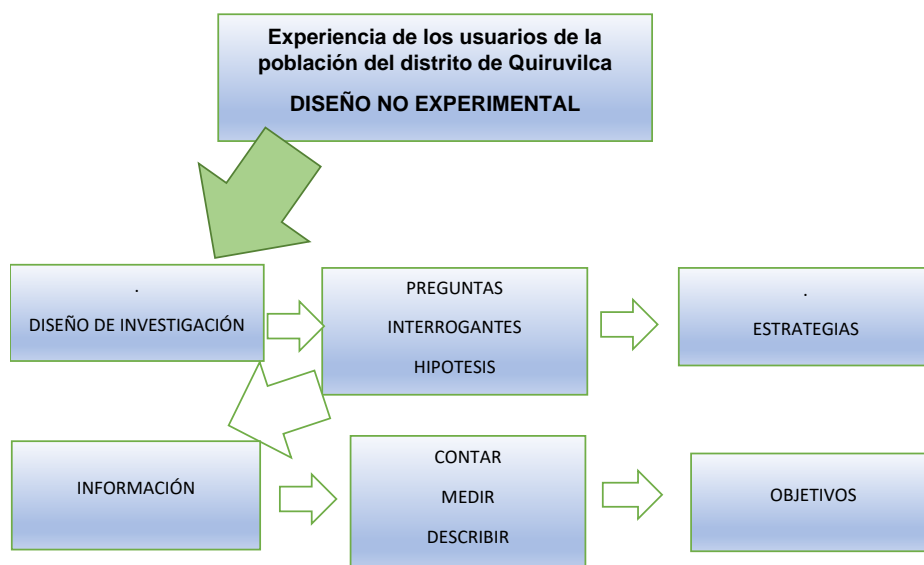 Experiencia de los usuarios de la
población del distrito de Quiruvilca
DISEÑO NO EXPERIMENTAL
.
DISEÑO DE INVESTIGACIÓN
PREGUNTAS
INTERROGANTES
HIPOTESIS
.
ESTRATEGIAS
INFORMACIÓN
CONTAR
MEDIR
DESCRIBIR
OBJETIVOS